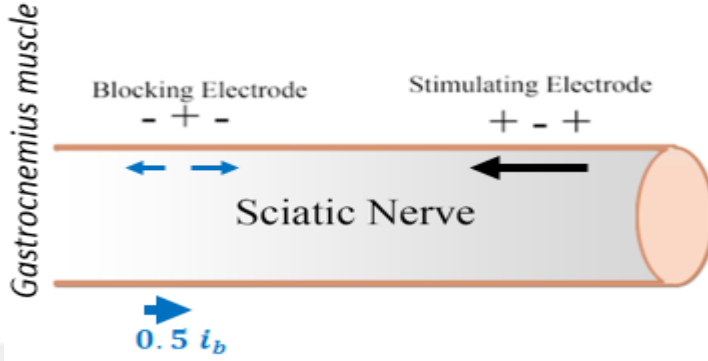 Gastrocnemius muscle
Blocking Electrode
- + -
Stimulating Electrode
+ - +
Sciatic Nerve
0.5 i_b